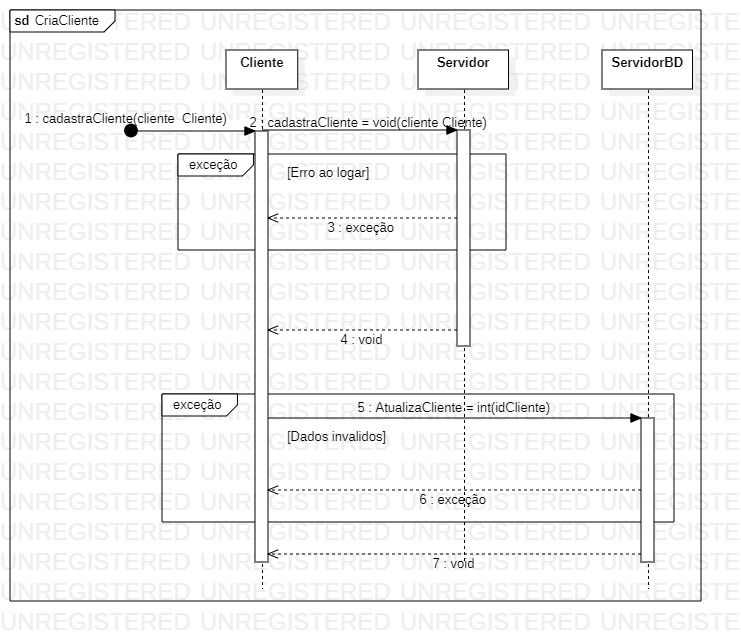 sd CriaCliente
Cliente
Servidor
ServidorBD
1 : cadastraCliente(cliente Cliente)
2 : cadastraCliente = void(cliente Cliente)
exceção
[Erro ao logar]
3 : exceção
4 : void
exceção
5 : AtualizaCliente = int(idCliente)
[Dados invalidos]
6 : exceção
7 : void
UNREGISTERED